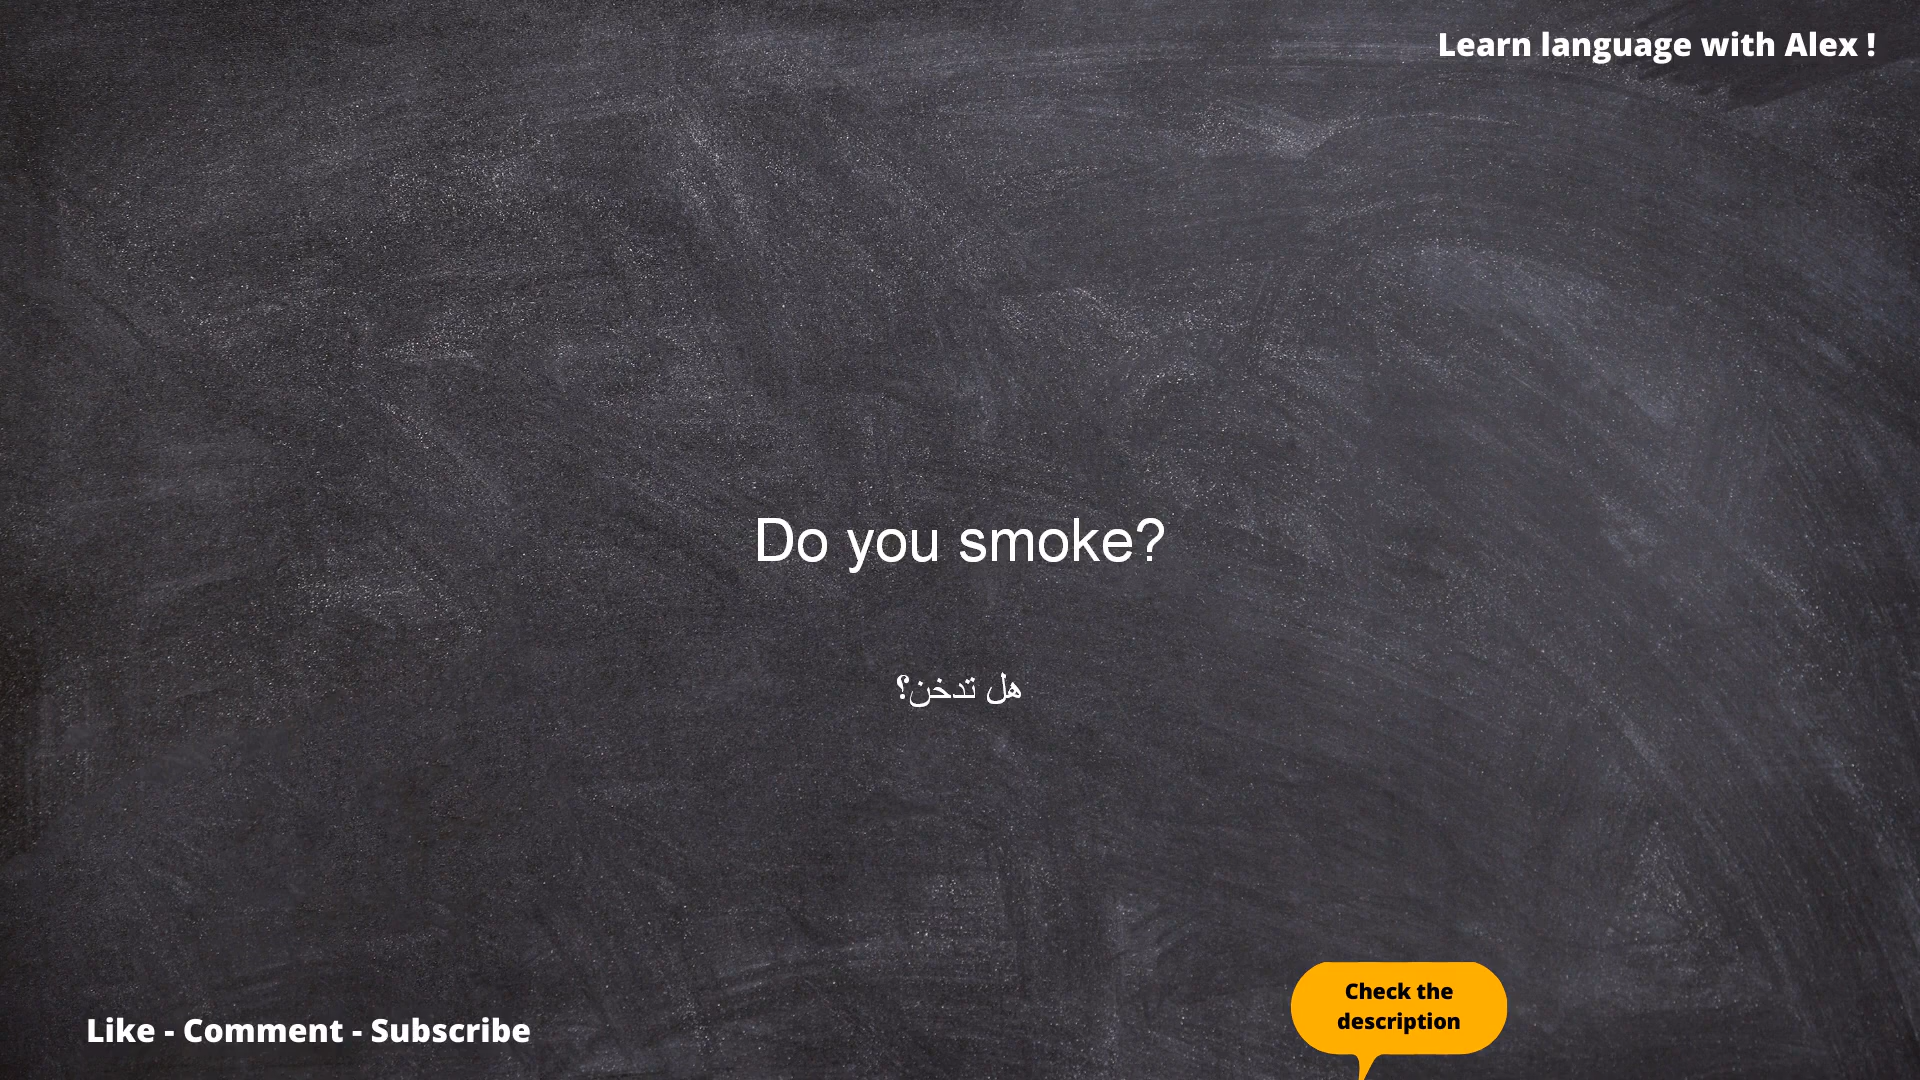 Learn language with Alex !
Do you smoke?
هل تدخن؟
Check the
description
Like - Comment - Subscribe